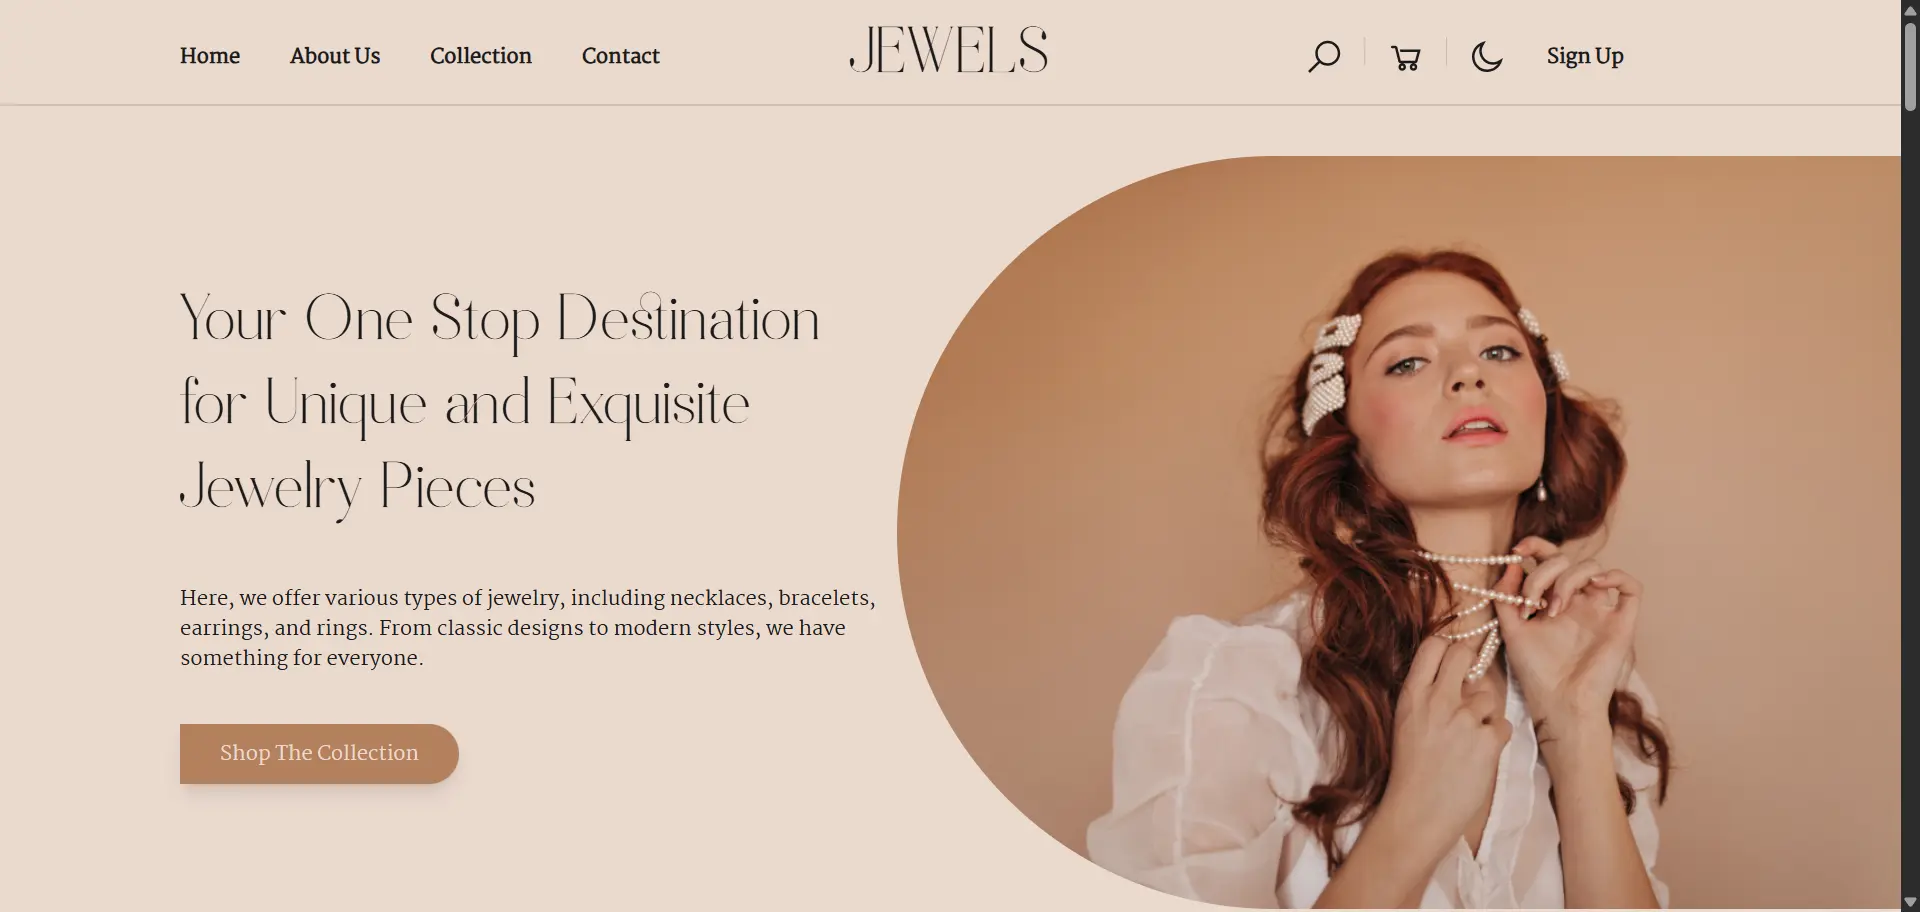 Home About Us Collection Contact JEWELS Sign Up
Your One Stop Destination
for Unique and Exquisite
Jewelry Pieces
Here, we offer various types of jewelry, including necklaces, bracelets,
earrings, and rings. From classic designs to modern styles, we have
something for everyone.
Shop The Collection